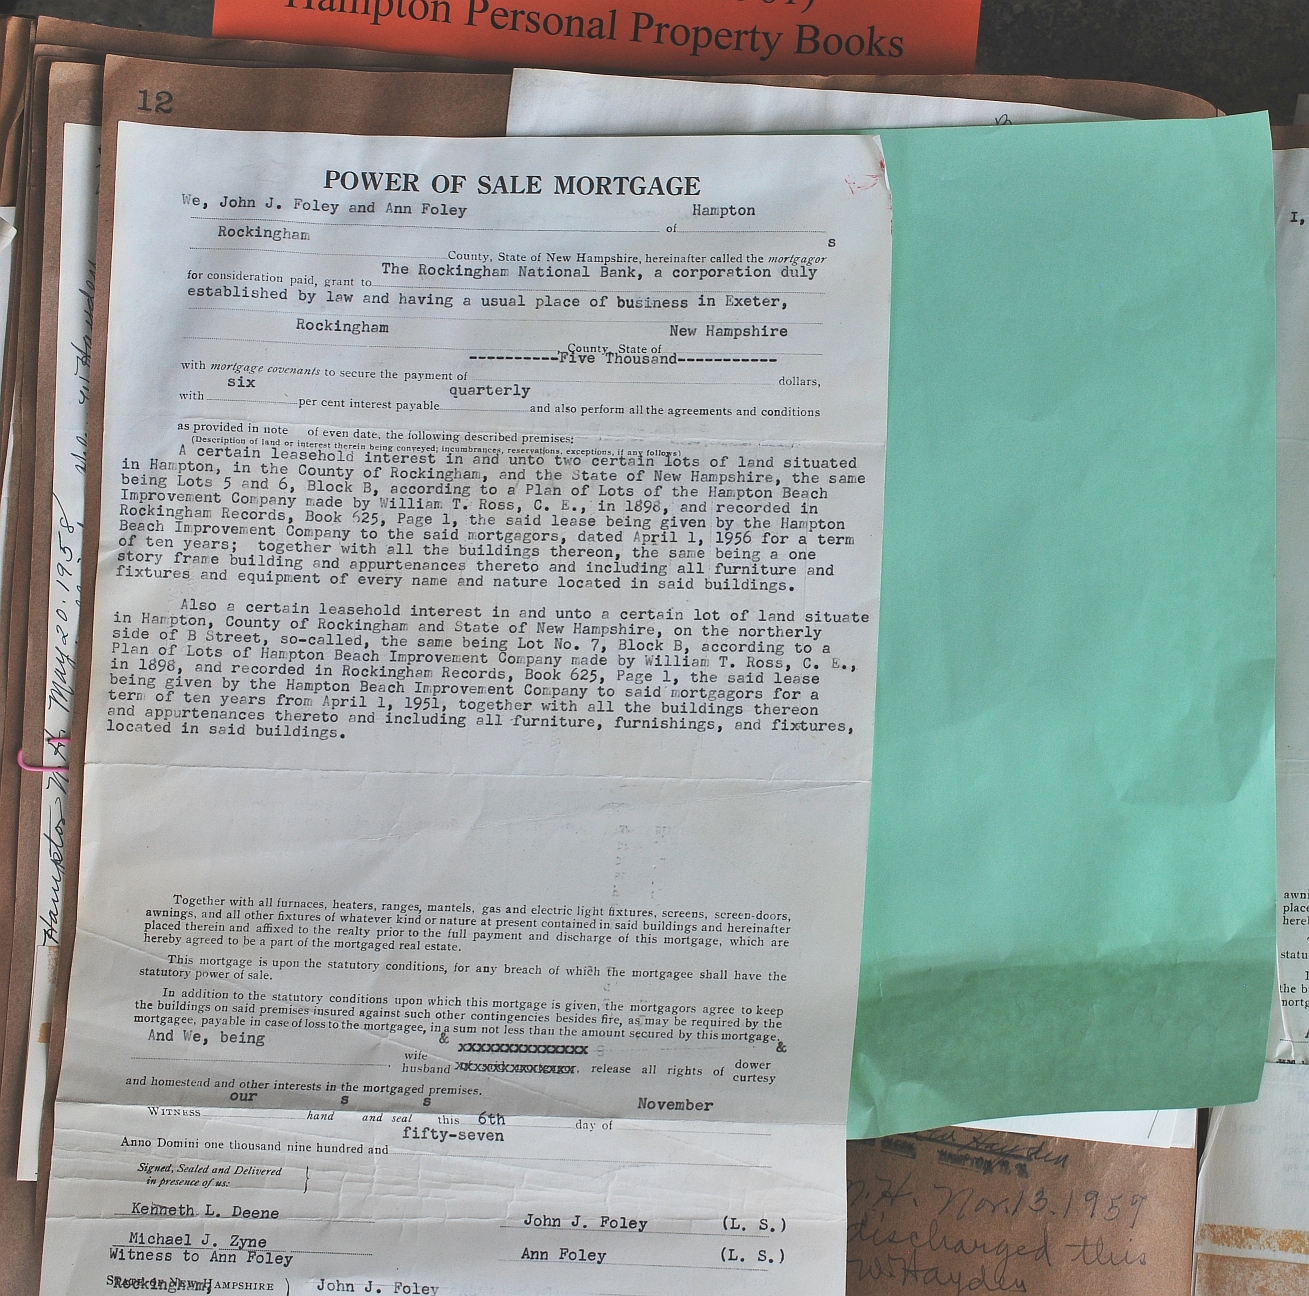 Hampton Personal Property Books
12
POWER OF SALE MORTGAGE
We, John J. Foley and Ann Foley of Hampton
Rockingham s
County, State of New Hampshire, hereinafter called the mortgagor
for consideration paid, grant to The Rockingham National Bank, a corporation duly
established by law and having a usual place of business in Exeter,
Rockingham New Hampshire
County, State of
----------Five Thousand-----------
with mortgage covenants to secure the payment of dollars,
with six per cent interest payable quarterly and also perform all the agreements and conditions
as provided in note of even date, the following described premises:
(Description of land or interest therein being conveyed; incumbrances, reservations, exceptions, if any follows)
A certain leasehold interest in and unto two certain lots of land situated
in Hampton, in the County of Rockingham, and the State of New Hampshire, the same
being Lots 5 and 6, Block B, according to a Plan of Lots of the Hampton Beach
Improvement Company made by William T. Ross, C. E., in 1898, and recorded in
Rockingham Records, Book 625, Page 1, the said lease being given by the Hampton
Beach Improvement Company to the said mortgagors, dated April 1, 1956 for a term
of ten years; together with all the buildings thereon, the same being a one
story frame building and appurtenances thereto and including all furniture and
fixtures and equipment of every name and nature located in said buildings.
Also a certain leasehold interest in and unto a certain lot of land situate
in Hampton, County of Rockingham and State of New Hampshire, on the northerly
side of B Street, so-called, the same being Lot No. 7, Block B, according to a
Plan of Lots of Hampton Beach Improvement Company made by William T. Ross, C. E.,
in 1898, and recorded in Rockingham Records, Book 625, Page 1, the said lease
being given by the Hampton Beach Improvement Company to said mortgagors for a
term of ten years from April 1, 1951, together with all the buildings thereon
and appurtenances thereto and including all furniture, furnishings, and fixtures,
located in said buildings.
Together with all furnaces, heaters, ranges, mantels, gas and electric light fixtures, screens, screen-doors,
awnings, and all other fixtures of whatever kind or nature at present contained in said buildings and hereinafter
placed therein and affixed to the realty prior to the full payment and discharge of this mortgage, which are
hereby agreed to be a part of the mortgaged real estate.
This mortgage is upon the statutory conditions, for any breach of which the mortgagee shall have the
statutory power of sale.
In addition to the statutory conditions upon which this mortgage is given, the mortgagors agree to keep
the buildings on said premises insured against such other contingencies besides fire, as may be required by the
mortgagee, payable in case of loss to the mortgagee, in a sum not less than the amount secured by this mortgage.
And We, being & xxxxxxxxxxxxxx &
wife
husband release all rights of dower
curtesy
and homestead and other interests in the mortgaged premises.
WITNESS our hand s and seal s this 6th day of November
Anno Domini one thousand nine hundred and fifty-seven
Signed, Sealed and Delivered
in presence of us:
Kenneth L. Deene John J. Foley (L. S.)
Michael J. Zyne Ann Foley (L. S.)
Witness to Ann Foley
STATE OF NEW HAMPSHIRE John J. Foley
Rockingham,
Hampton N.H. May 20. 1958
N.H. Nov. 13. 1959
discharged this
W. Hayden
I,
awni
place
here
statu
the b
mortg